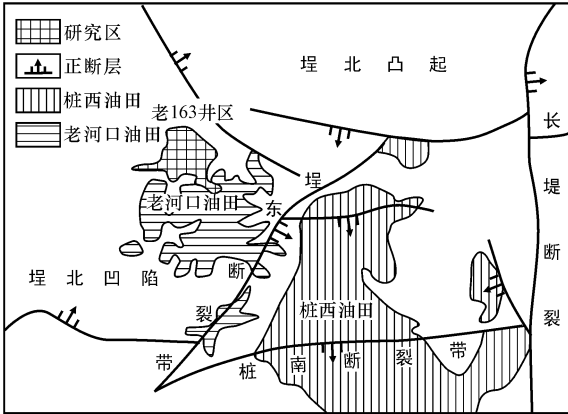 研究区
正断层
桩西油田
老河口油田
埕北凸起
老163井区
老河口油田
埕北凹陷
埕东断裂带
桩西油田
桩南断裂带
长堤断裂